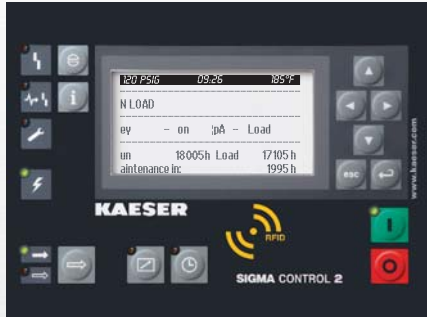 120 PSIG 09:26 185°F
N LOAD
ey - on ¦pA - Load
un 18005h Load 17105h
aintenance in: 1995h
esc
www.kaeser.com
KAESER
RFID
I
SIGMA CONTROL 2
O